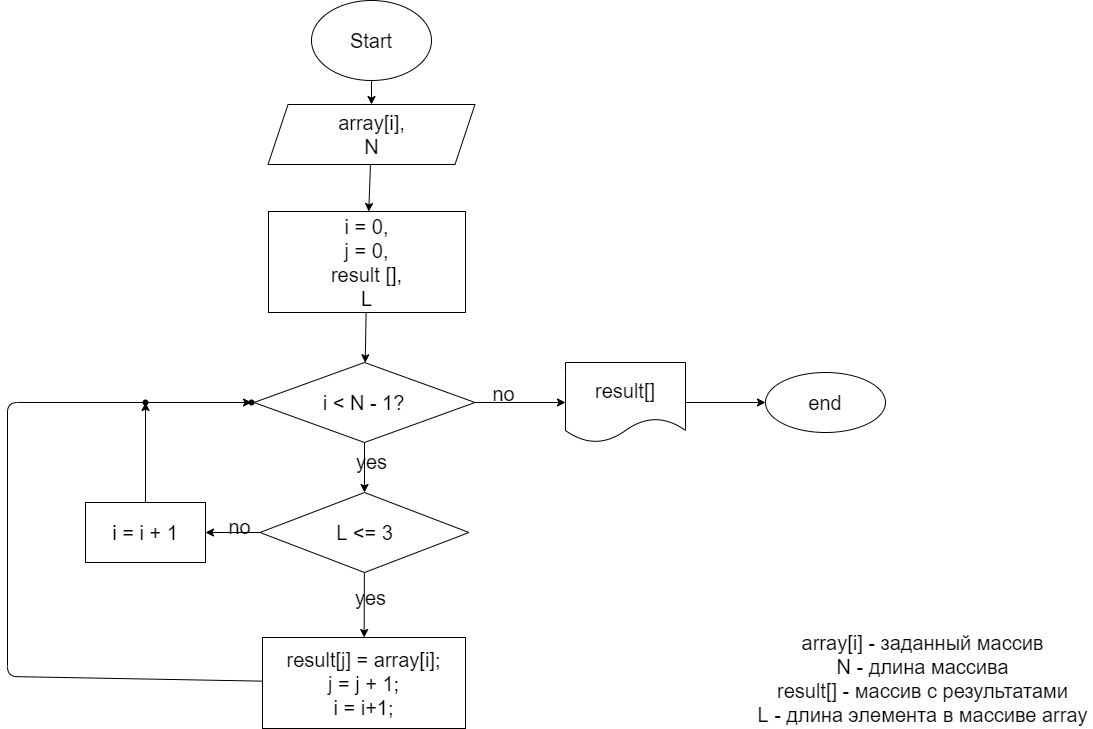 Start
array[i],
N
i = 0,
j = 0,
result [],
L
i < N - 1?
no
result[]
end
yes
L <= 3
no
i = i + 1
yes
result[j] = array[i];
j = j + 1;
i = i+1;
array[i] - заданный массив
N - длина массива
result[] - массив с результатами
L - длина элемента в массиве array